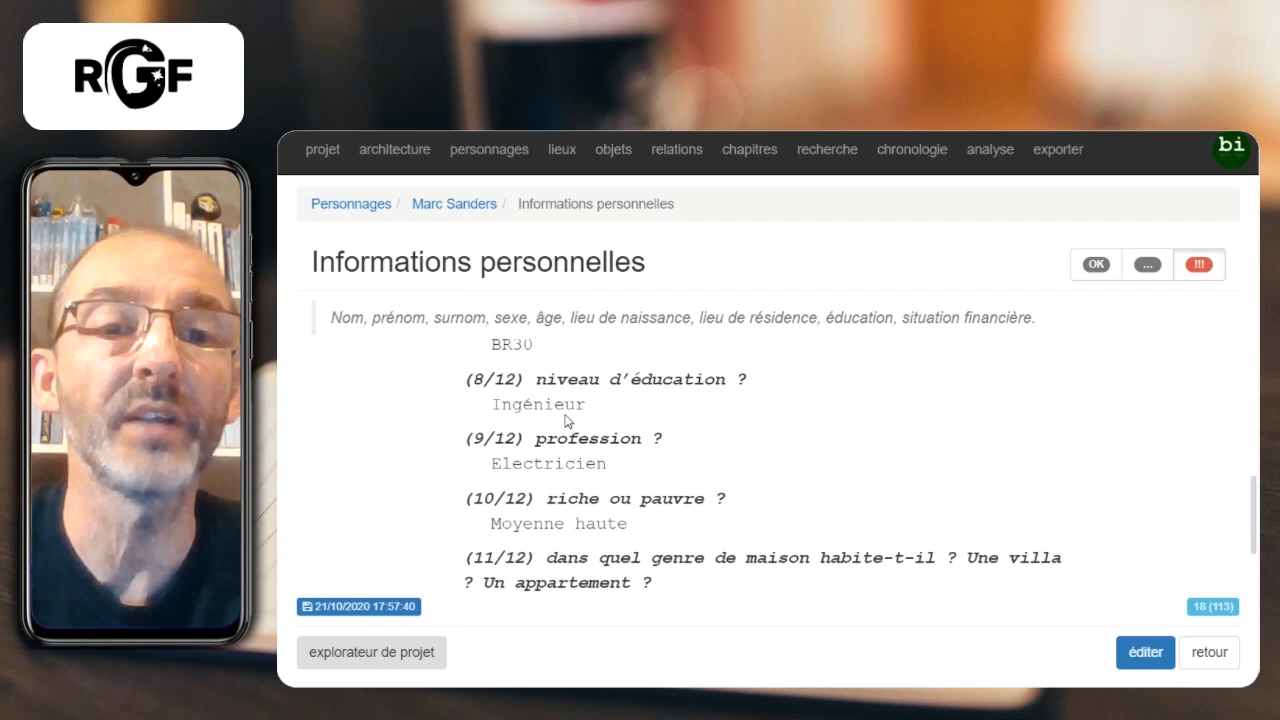 RGF
projet architecture personnages lieux objets relations chapitres recherche chronologie analyse exporter bi
Personnages / Marc Sanders / Informations personnelles
Informations personnelles OK ... !!!
Nom, prénom, surnom, sexe, âge, lieu de naissance, lieu de résidence, éducation, situation financière.
BR30
(8/12) niveau d’éducation ?
Ingénieur
(9/12) profession ?
Electricien
(10/12) riche ou pauvre ?
Moyenne haute
(11/12) dans quel genre de maison habite-t-il ? Une villa
? Un appartement ?
21/10/2020 17:57:40 18 (113)
explorateur de projet éditer retour